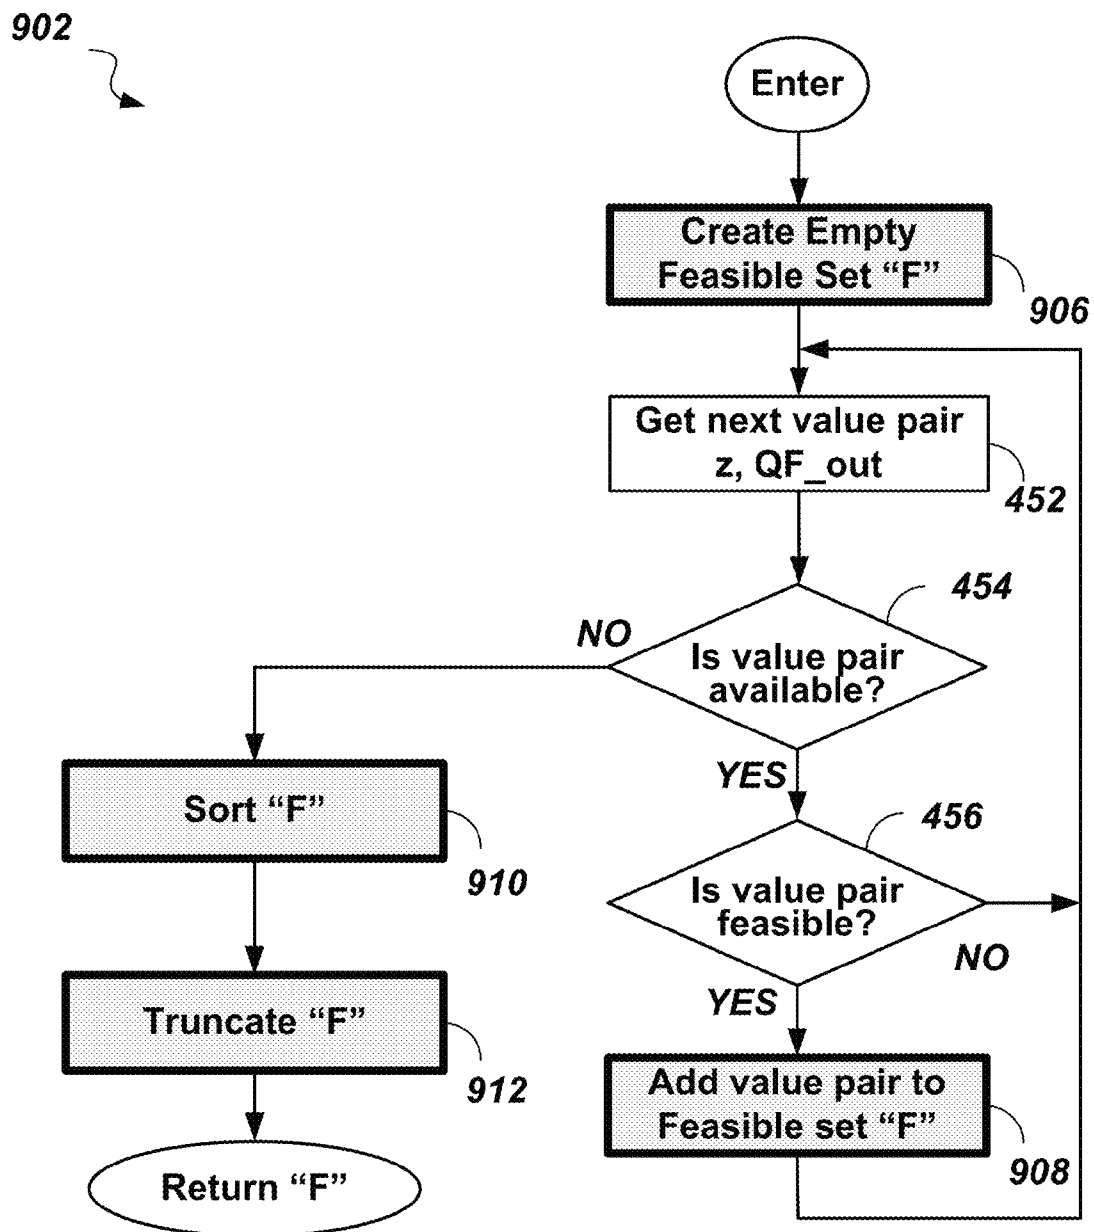 902
Enter
Create Empty
Feasible Set “F”
906
Get next value pair
z, QF_out
452
454
NO
Is value pair
available?
YES
456
Is value pair
feasible?
NO
YES
Add value pair to
Feasible set “F”
908
Sort “F”
910
Truncate “F”
912
Return “F”